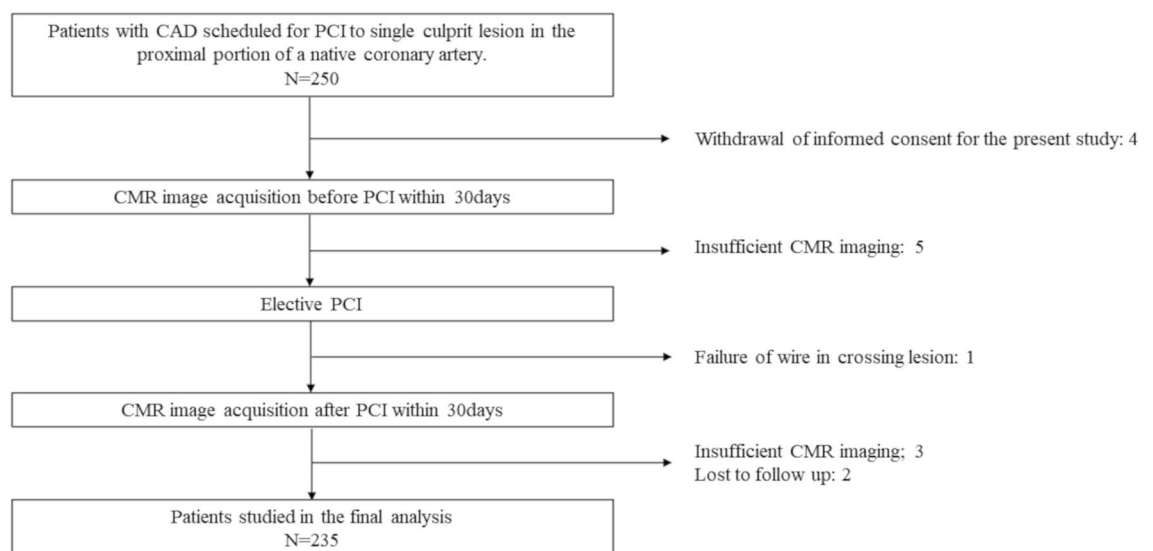 Patients with CAD scheduled for PCI to single culprit lesion in the
proximal portion of a native coronary artery.
N=250
Withdrawal of informed consent for the present study: 4
CMR image acquisition before PCI within 30days
Insufficient CMR imaging: 5
Elective PCI
Failure of wire in crossing lesion: 1
CMR image acquisition after PCI within 30days
Insufficient CMR imaging; 3
Lost to follow up: 2
Patients studied in the final analysis
N=235